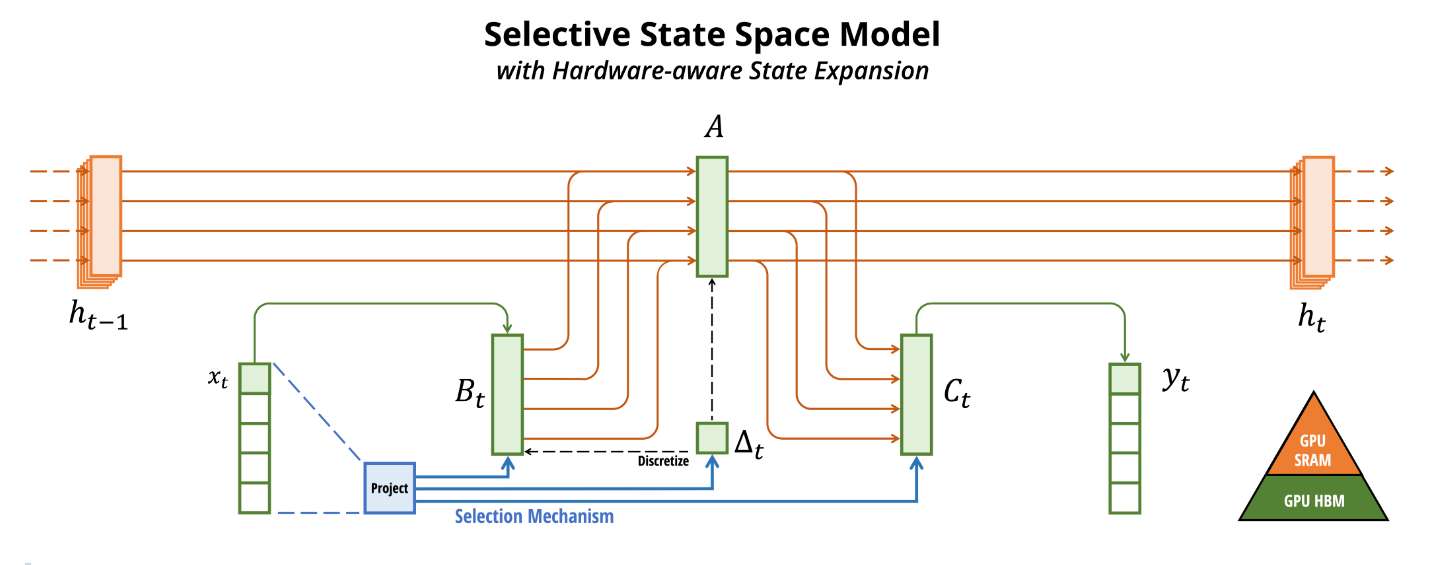 Selective State Space Model
with Hardware-aware State Expansion
A
h_{t−1}
h_t
x_t
B_t
C_t
y_t
Δ_t
Discretize
Project
Selection Mechanism
GPU
SRAM
GPU HBM